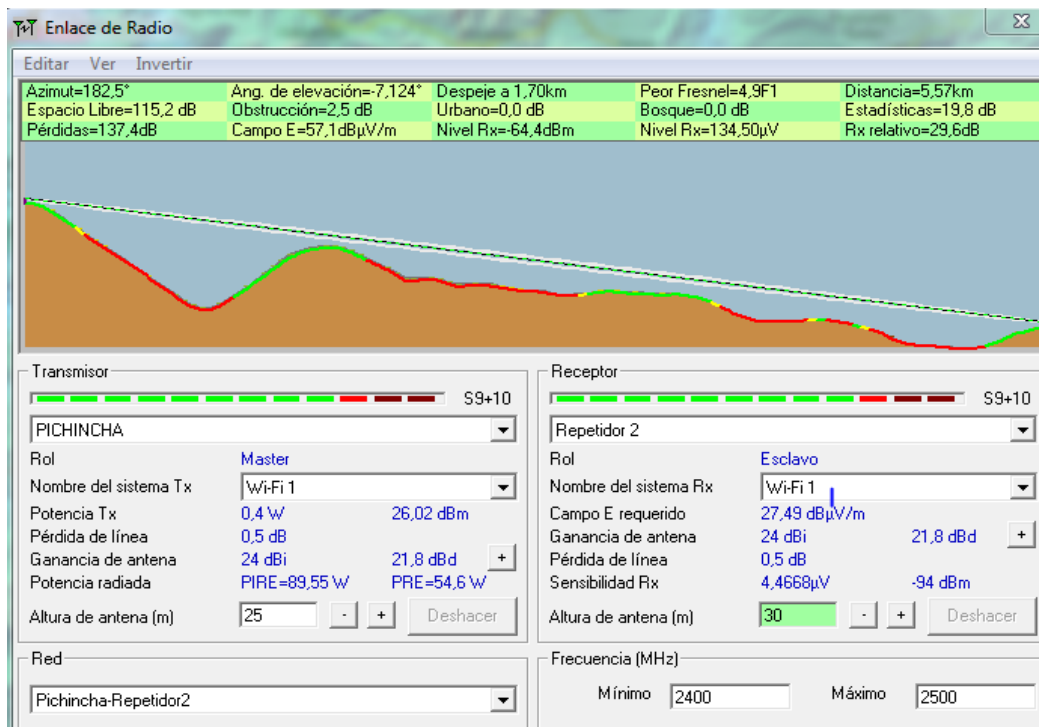 Enlace de Radio
Editar Ver Invertir
Azimut=182,5° Ang. de elevación=-7,124° Despeje a 1,70km Peor Fresnel=4,9F1 Distancia=5,57km
Espacio Libre=115,2 dB Obstrucción=2,5 dB Urbano=0,0 dB Bosque=0,0 dB Estadísticas=19,8 dB
Pérdidas=137,4dB Campo E=57,1dBµV/m Nivel Rx=-64,4dBm Nivel Rx=134,50µV Rx relativo=29,6dB
Transmisor
S9+10
PICHINCHA
Rol Master
Nombre del sistema Tx Wi-Fi 1
Potencia Tx 0,4 W 26,02 dBm
Pérdida de línea 0,5 dB
Ganancia de antena 24 dBi 21,8 dBd +
Potencia radiada PIRE=89,55 W PRE=54,6 W
Altura de antena (m) 25 - + Deshacer
Red
Pichincha-Repetidor2
Receptor
S9+10
Repetidor 2
Rol Esclavo
Nombre del sistema Rx Wi-Fi 1
Campo E requerido 27,49 dBµV/m
Ganancia de antena 24 dBi 21,8 dBd +
Pérdida de línea 0,5 dB
Sensibilidad Rx 4,4668µV -94 dBm
Altura de antena (m) 30 - + Deshacer
Frecuencia (MHz)
Mínimo 2400 Máximo 2500